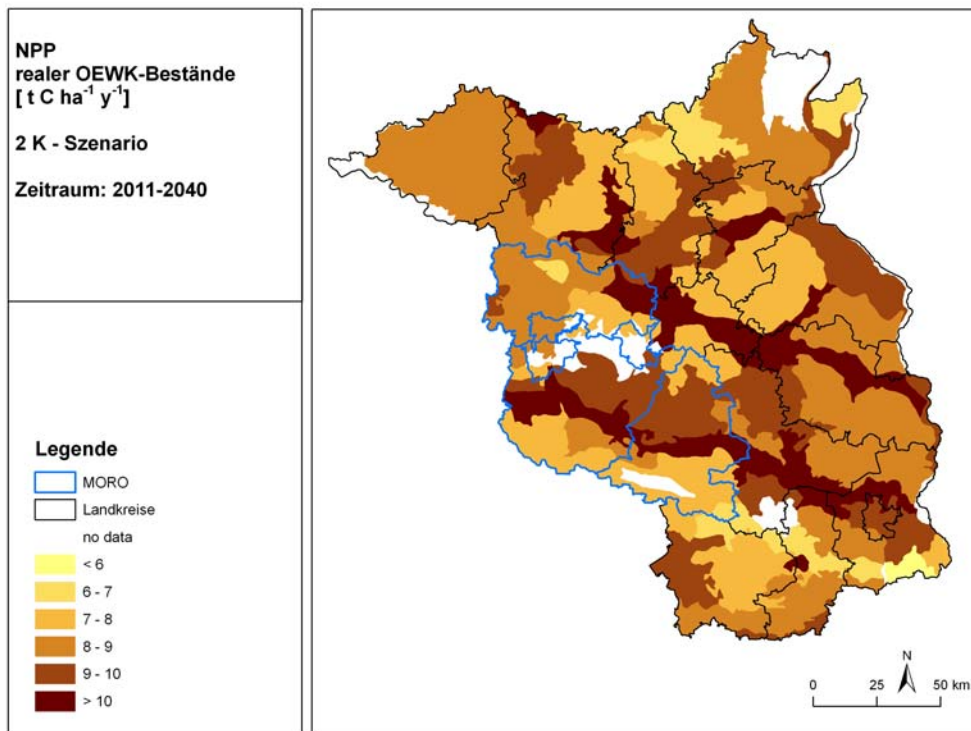 NPP
realer OEWK-Bestände
[ t C ha⁻¹ y⁻¹]
2 K - Szenario
Zeitraum: 2011-2040
Legende
MORO
Landkreise
no data
< 6
6 - 7
7 - 8
8 - 9
9 - 10
> 10
N
0 25 50 km